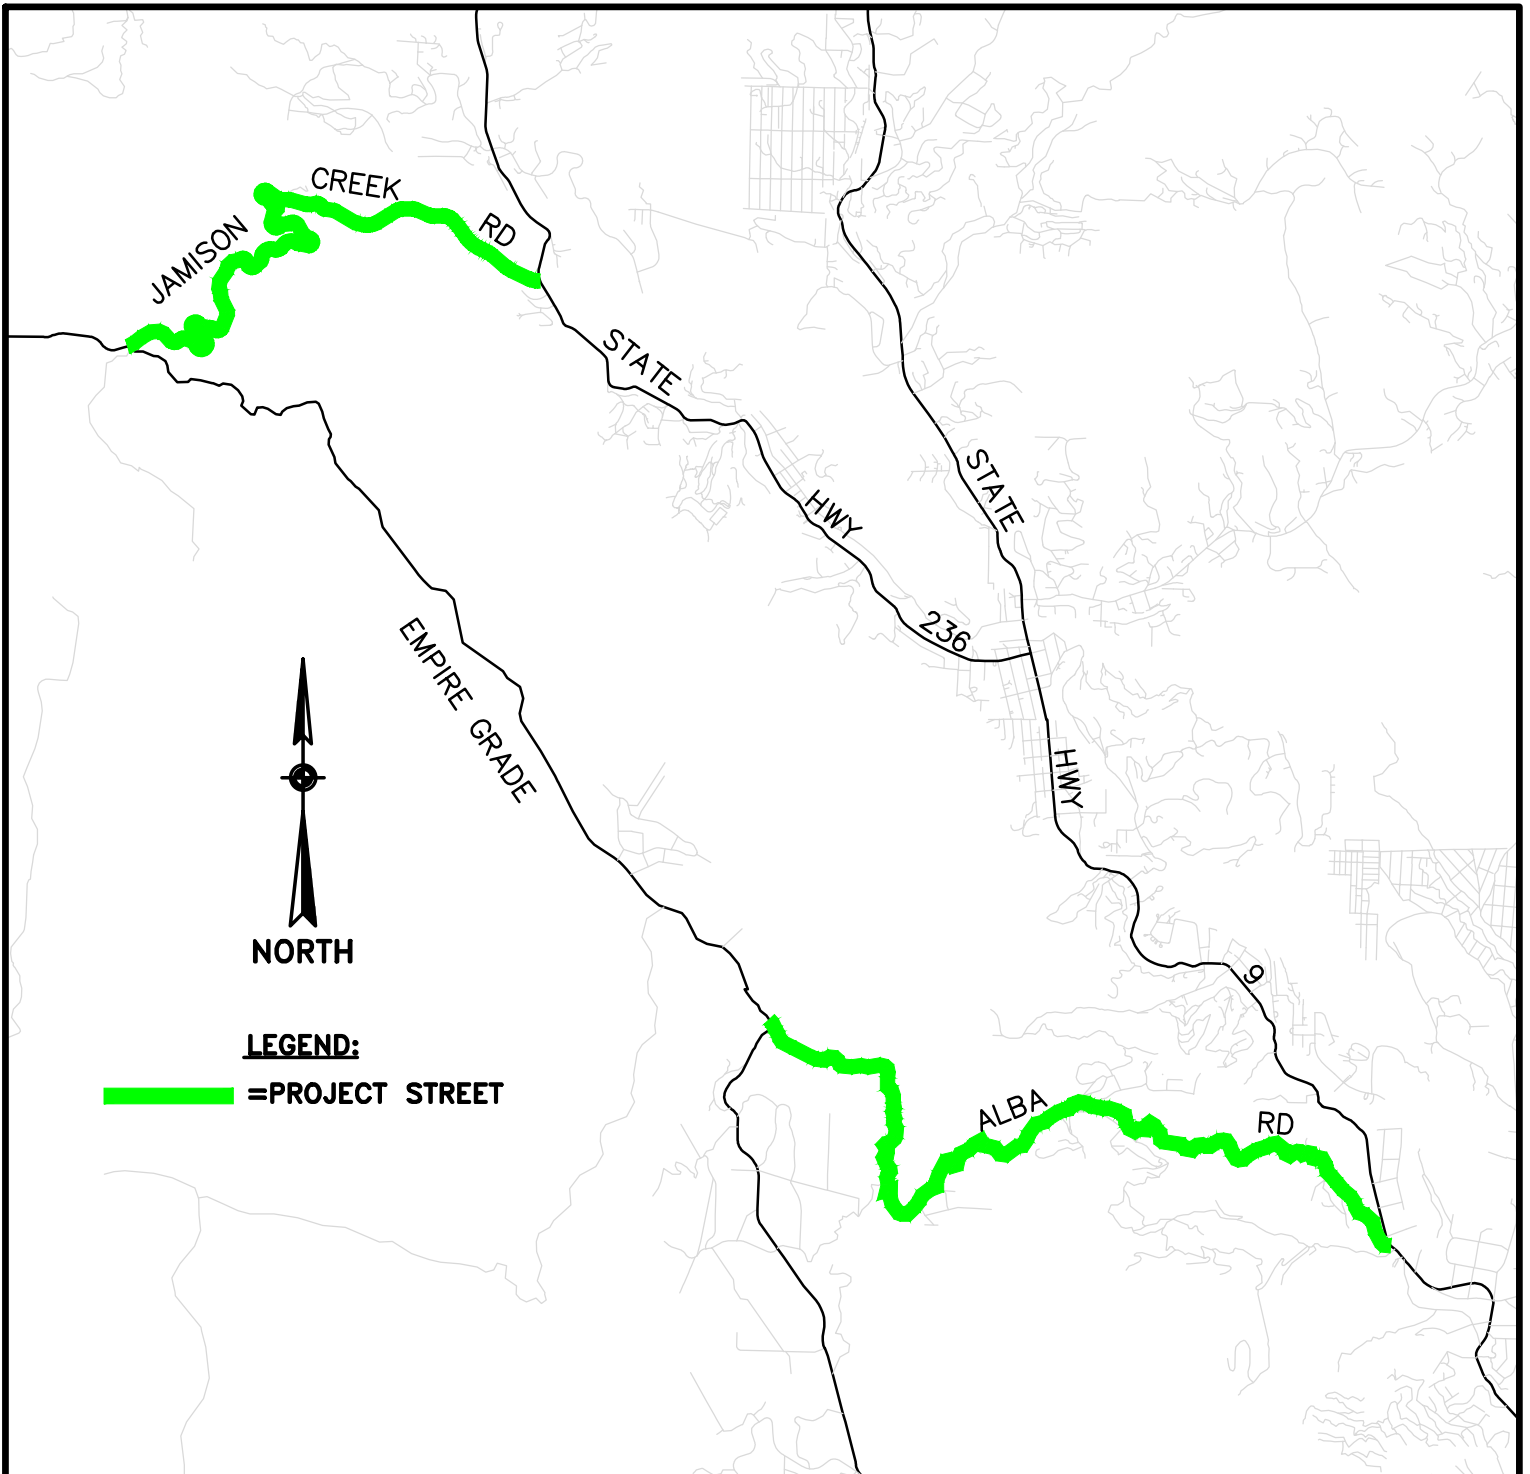 CREEK
JAMISON
RD
STATE
STATE
HWY
236
EMPIRE GRADE
HWY
NORTH
9
LEGEND:
=PROJECT STREET
ALBA
RD